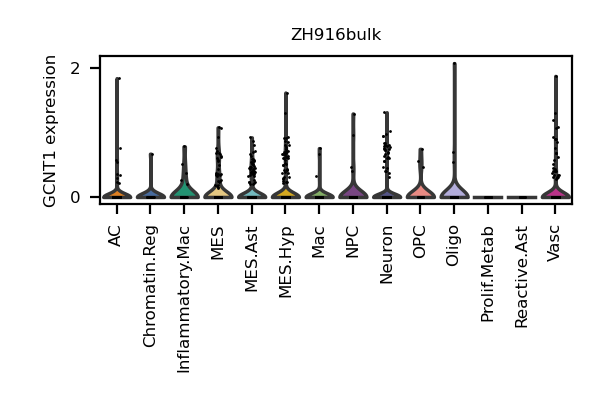 ZH916bulk
GCNT1 expression
2
0
AC
Chromatin.Reg
Inflammatory.Mac
MES
MES.Ast
MES.Hyp
Mac
NPC
Neuron
OPC
Oligo
Prolif.Metab
Reactive.Ast
Vasc